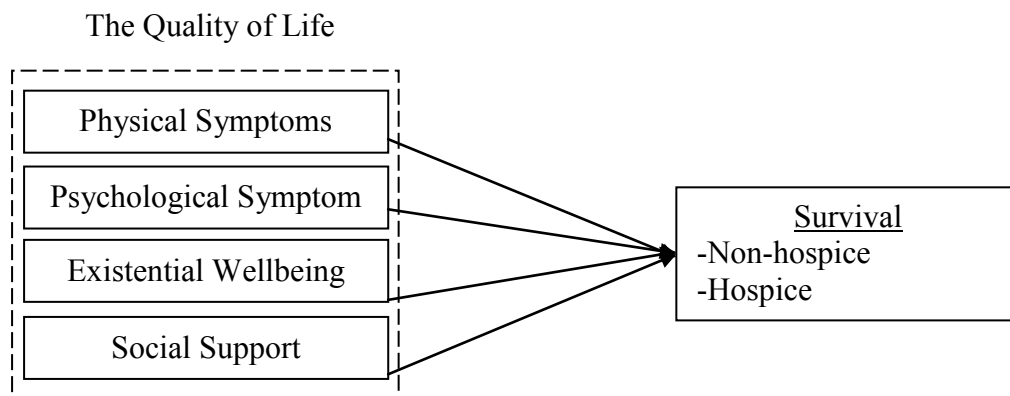 The Quality of Life
Physical Symptoms
Psychological Symptom
Existential Wellbeing
Social Support
Survival
-Non-hospice
-Hospice